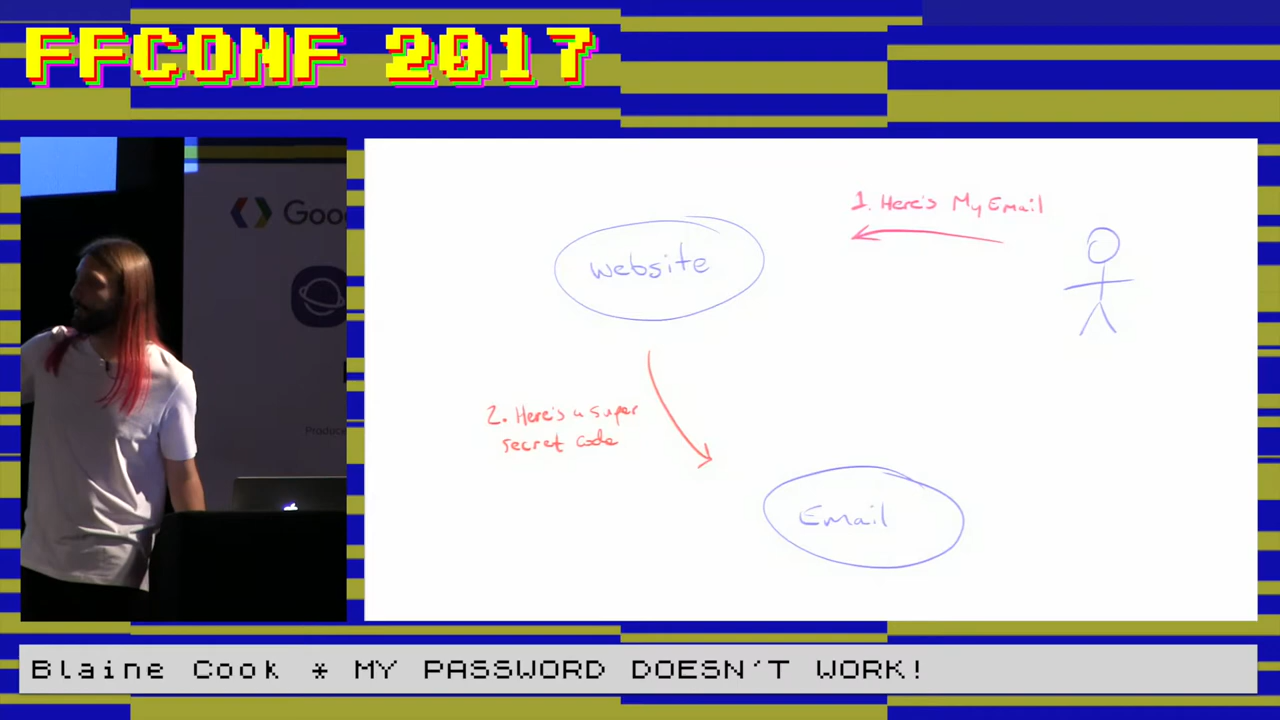 FFCONF 2017
Goo
Produce
1. Here's My Email
Website
2. Here's a super
secret code
Email
Blaine Cook * MY PASSWORD DOESN'T WORK!